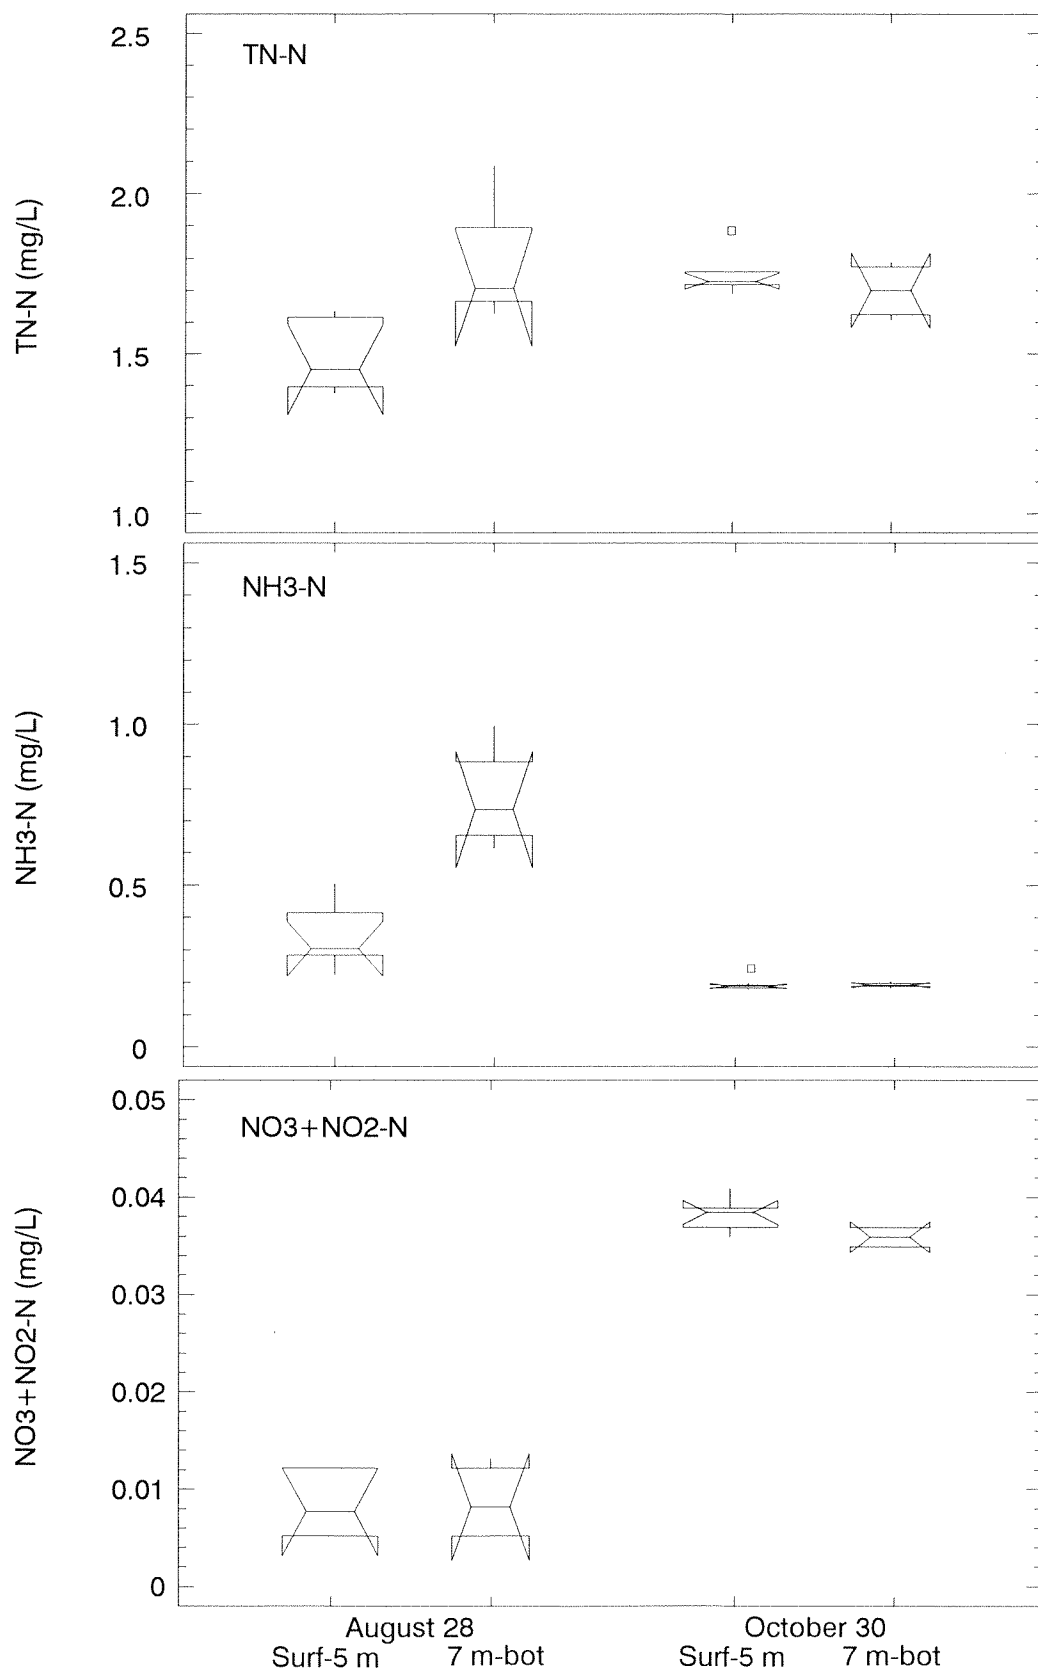 TN-N
TN-N (mg/L)
2.5
2.0
1.5
1.0
NH3-N
NH3-N (mg/L)
1.5
1.0
0.5
0
NO3+NO2-N
NO3+NO2-N (mg/L)
0.05
0.04
0.03
0.02
0.01
0
August 28 October 30
Surf-5 m 7 m-bot Surf-5 m 7 m-bot